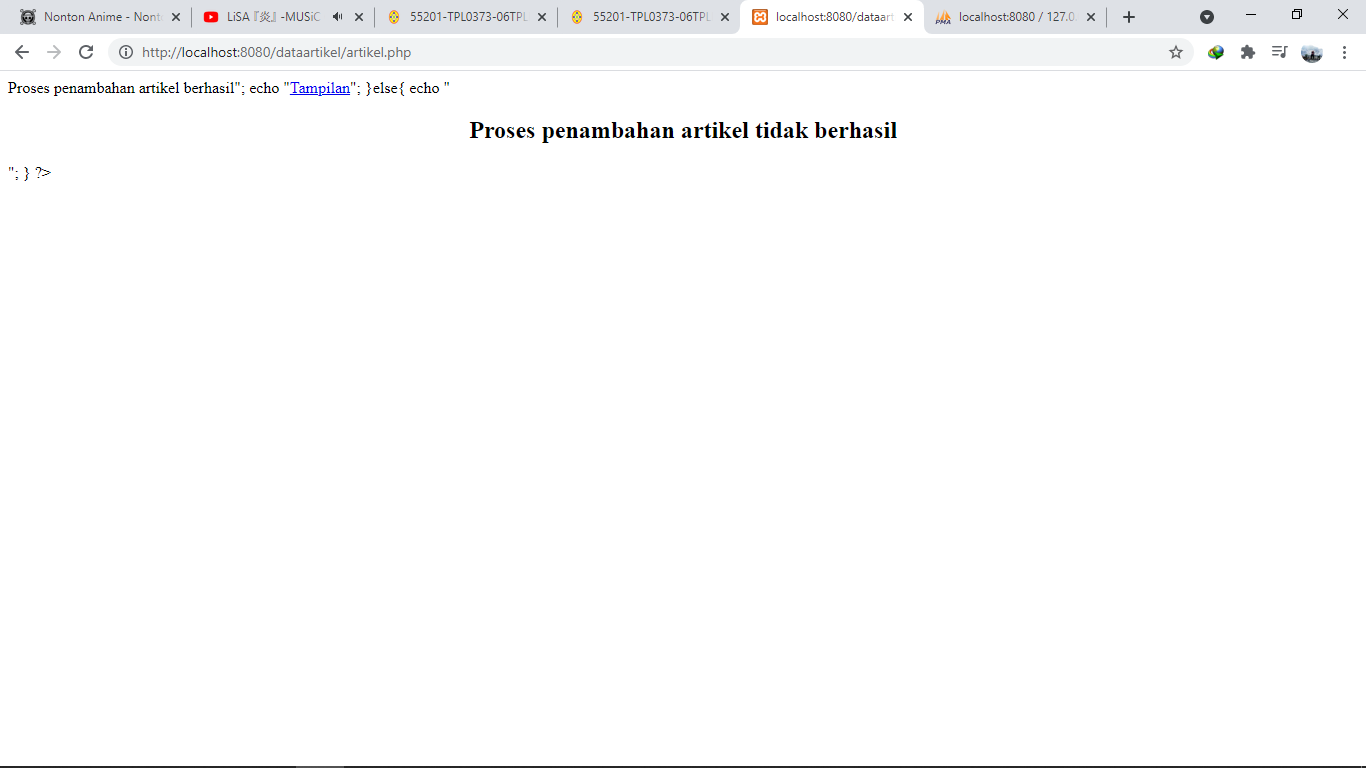 Nonton Anime - Nont
LiSA『炎』-MUSiC
55201-TPL0373-06TPL
55201-TPL0373-06TPL
localhost:8080/dataart
PMA
localhost:8080 / 127.0.
http://localhost:8080/dataartikel/artikel.php
Proses penambahan artikel berhasil"; echo "Tampilan"; }else{ echo "
Proses penambahan artikel tidak berhasil
"; } ?>